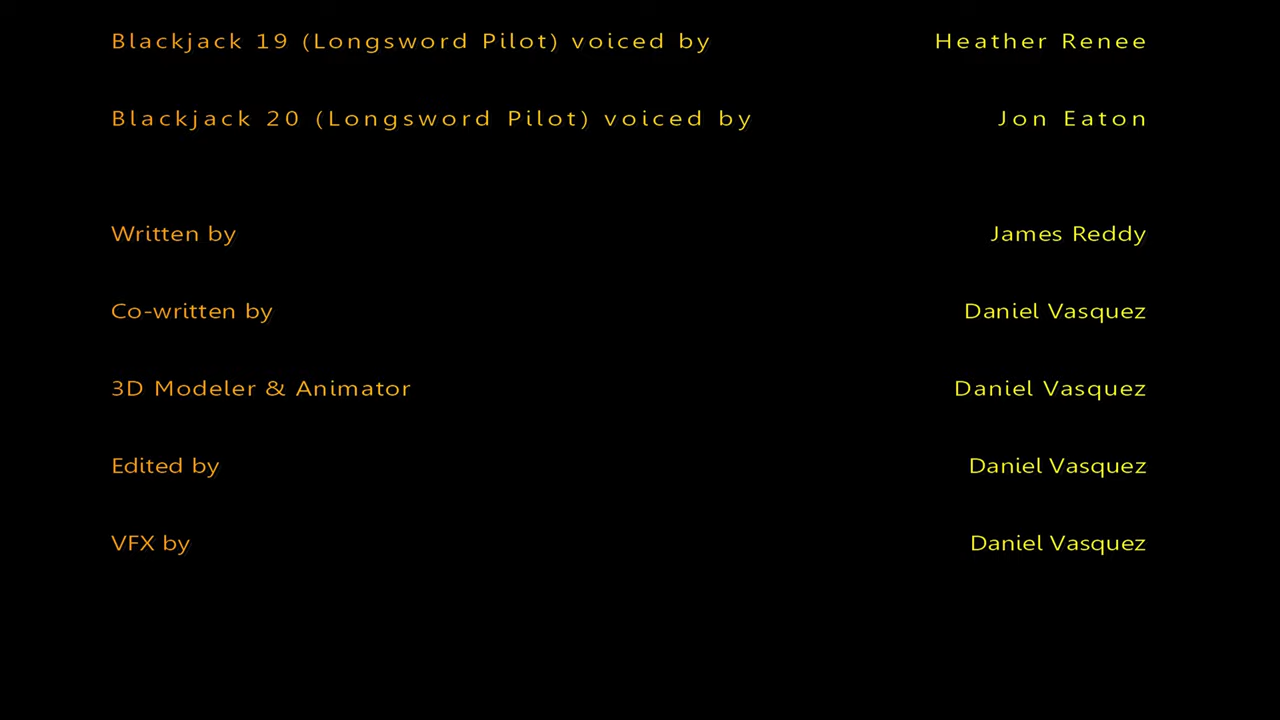 Blackjack 19 (Longsword Pilot) voiced by Heather Renee
Blackjack 20 (Longsword Pilot) voiced by Jon Eaton
Written by James Reddy
Co-written by Daniel Vasquez
3D Modeler & Animator Daniel Vasquez
Edited by Daniel Vasquez
VFX by Daniel Vasquez